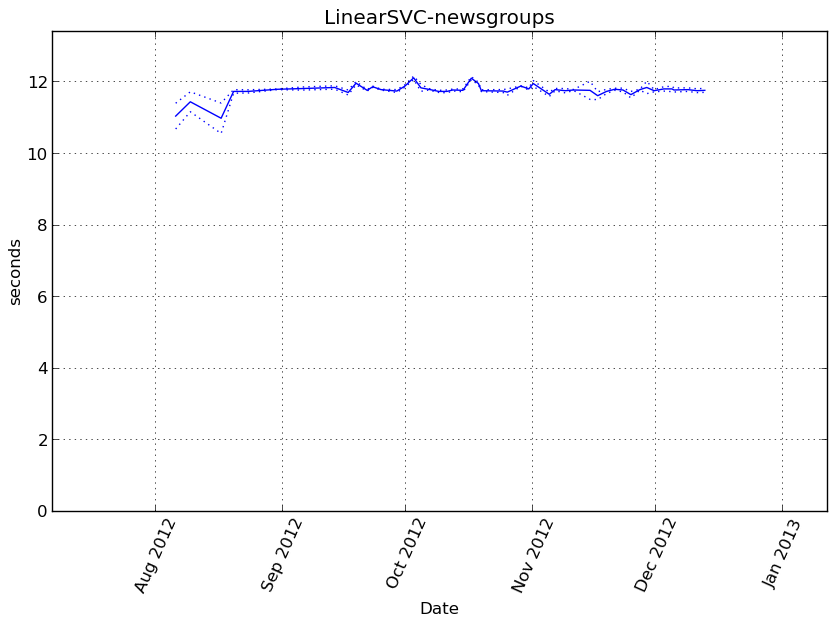 LinearSVC-newsgroups
seconds
12
10
8
6
4
2
0
Aug 2012
Sep 2012
Oct 2012
Nov 2012
Dec 2012
Jan 2013
Date